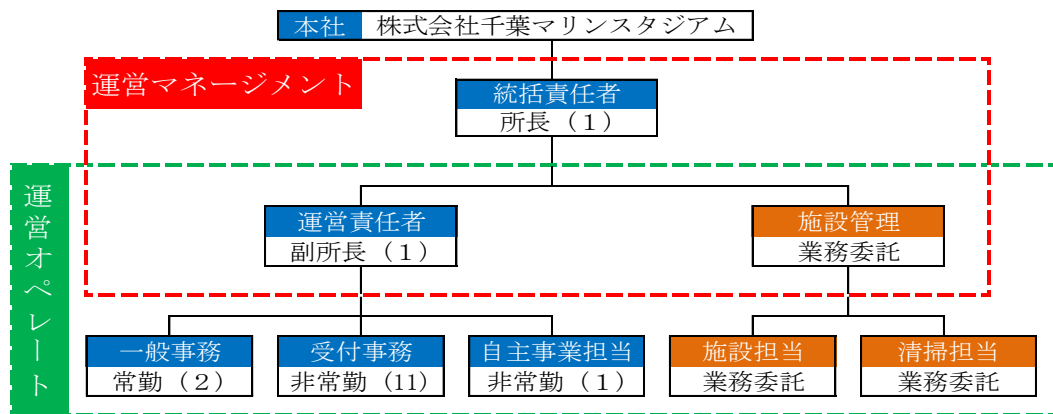 本社 株式会社千葉マリンスタジアム
運営マネージメント
統括責任者
所長（１）
運営オペレート
運営責任者
副所長（１）
施設管理
業務委託
一般事務
常勤（２）
受付事務
非常勤（11）
自主事業担当
非常勤（１）
施設担当
業務委託
清掃担当
業務委託